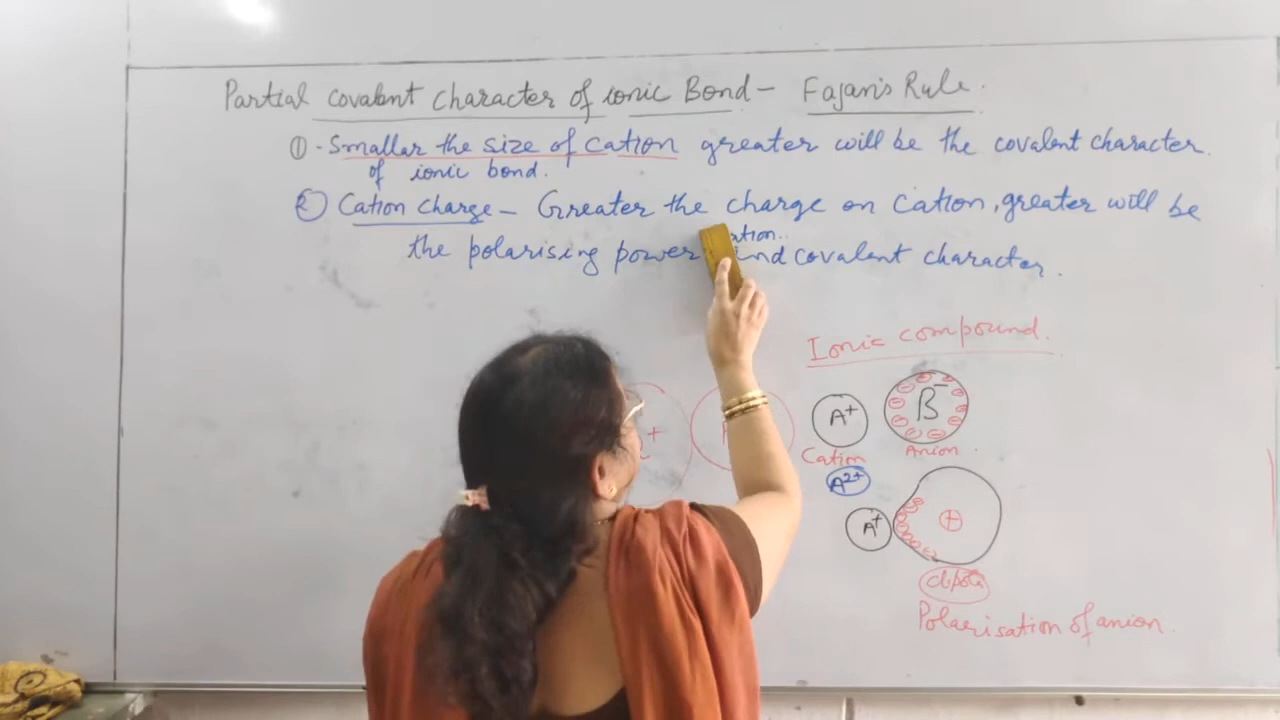 Partial covalent character of ionic Bond - Fajan's Rule.
① - Smallar the size of cation greater will be the covalent character.
of ionic bond.
② Cation charge - Greater the charge on Cation, greater will be
the polarising power and covalent character.
Ionic compound.
A+ B-
Cation Anion
A2+
A+ +
dipole
Polarisation of anion